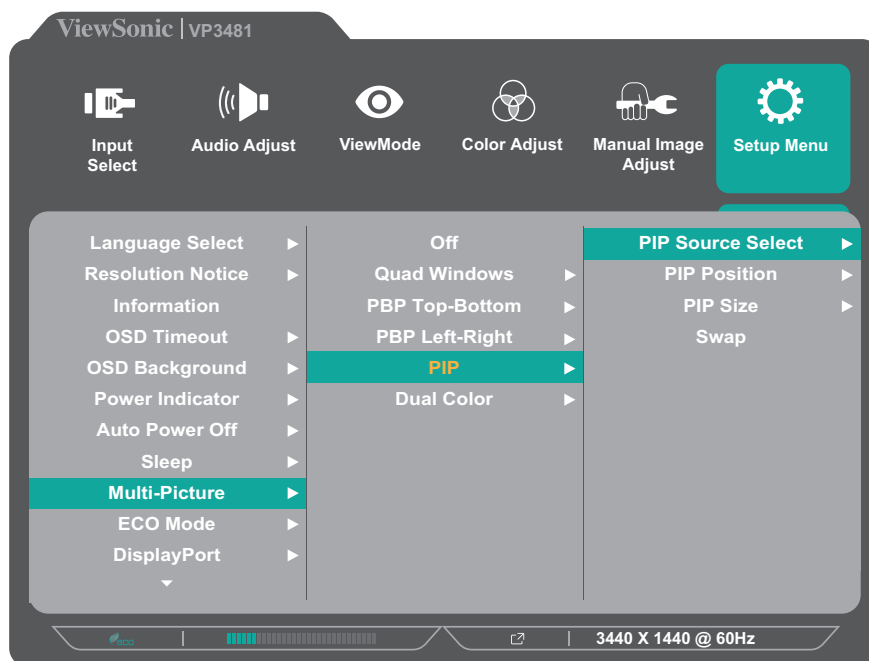 ViewSonic | VP3481
Input
Select
Audio Adjust
ViewMode
Color Adjust
Manual Image
Adjust
Setup Menu
Language Select
Resolution Notice
Information
OSD Timeout
OSD Background
Power Indicator
Auto Power Off
Sleep
Multi-Picture
ECO Mode
DisplayPort
Off
Quad Windows
PBP Top-Bottom
PBP Left-Right
PIP
Dual Color
PIP Source Select
PIP Position
PIP Size
Swap
eco
3440 X 1440 @ 60Hz